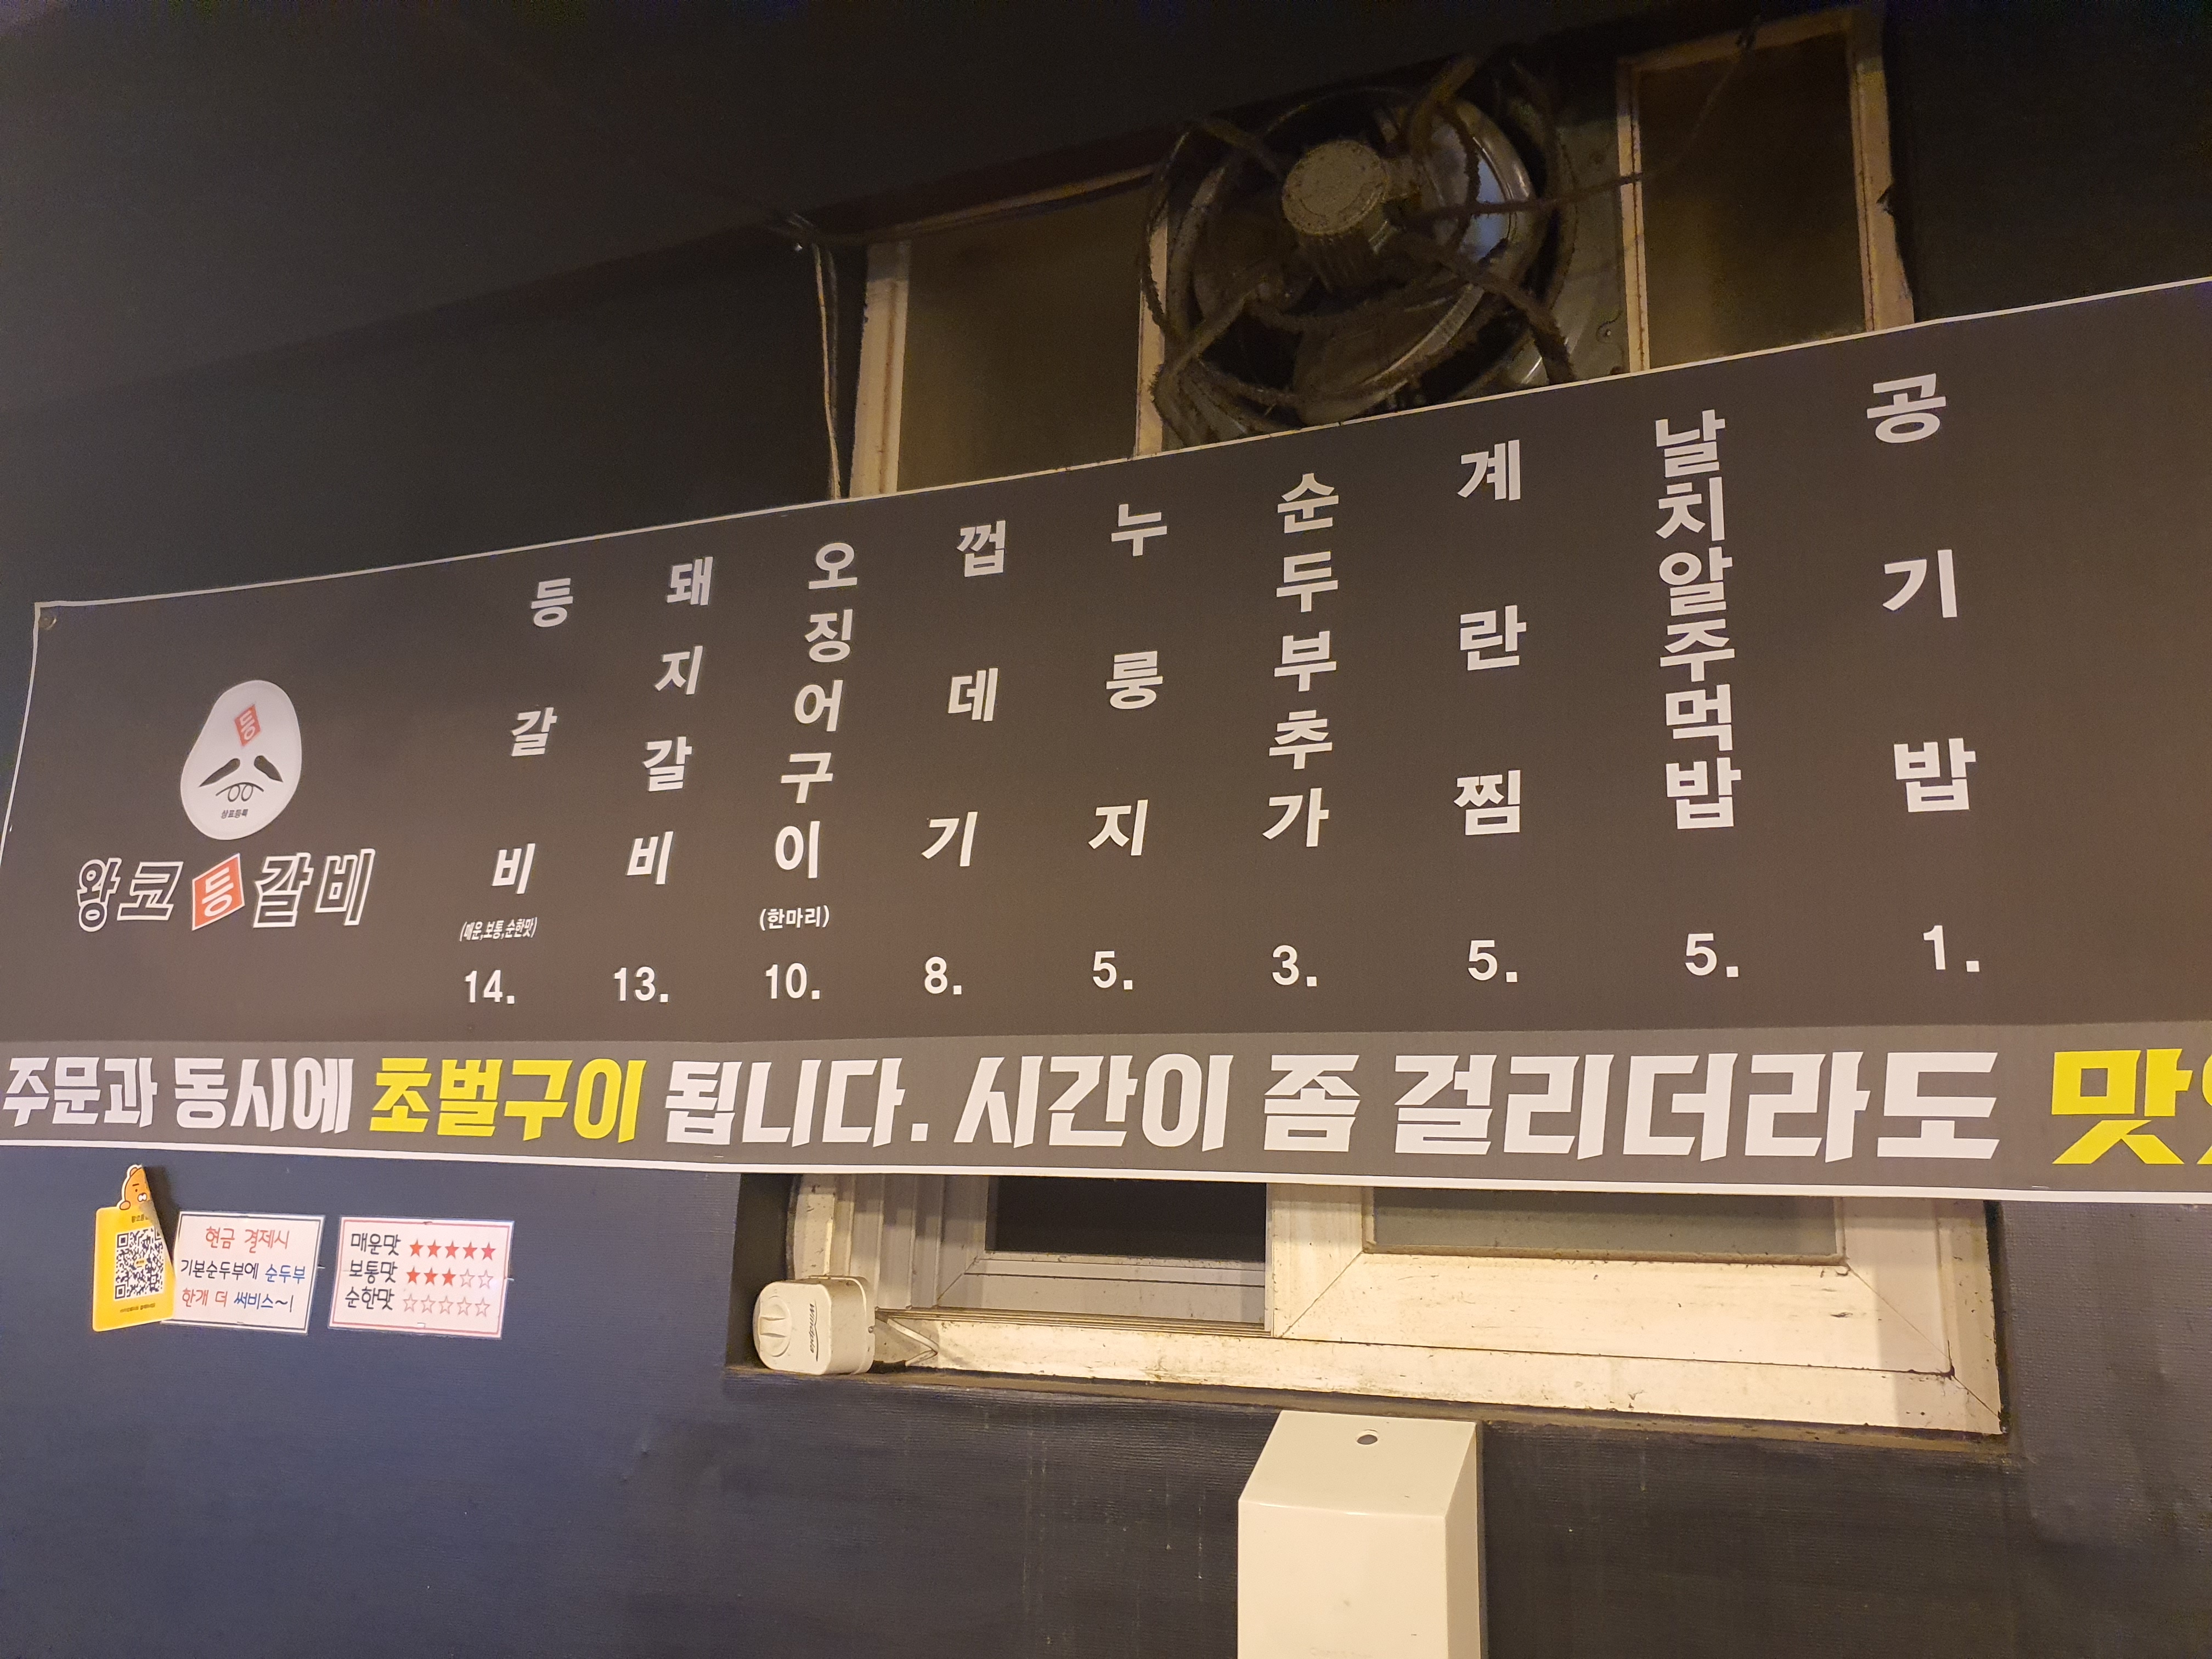 등
상표등록
왕코등갈비
등갈비
(매운,보통,순한맛)
14.
돼지갈비
13.
오징어구이
(한마리)
10.
껍데기
8.
누룽지
5.
순두부추가
3.
계란찜
5.
날치알주먹밥
5.
공기밥
1.
주문과 동시에 초벌구이 됩니다. 시간이 좀 걸리더라도
현금 결제시
기본순두부에 순두부
한개 더 써비스~!
매운맛 ★★★★★
보통맛 ★★★☆☆
순한맛 ☆☆☆☆☆